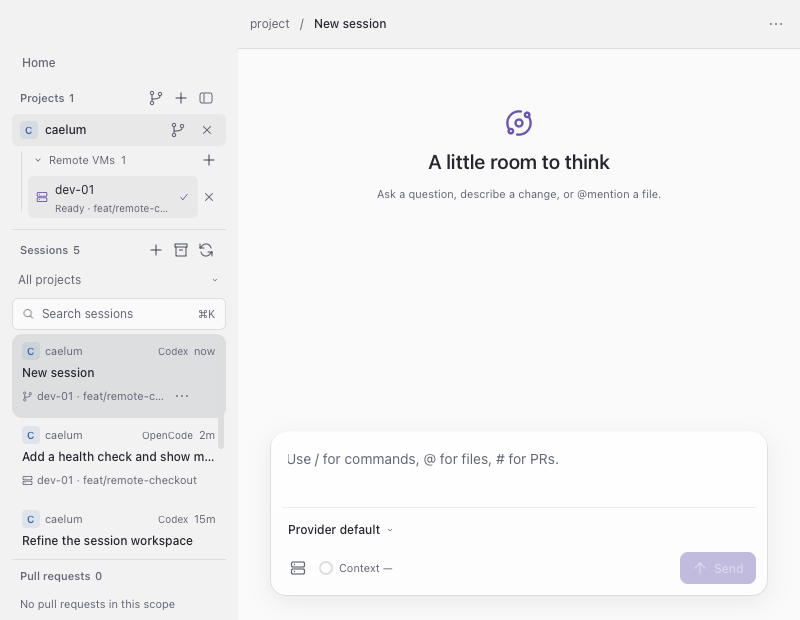 project / New session
Home
Projects 1
C caelum
Remote VMs 1
dev-01
Ready · feat/remote-c...
Sessions 5
All projects
Search sessions ⌘K
C caelum Codex now
New session
dev-01 · feat/remote-c...
C caelum OpenCode 2m
Add a health check and show m...
dev-01 · feat/remote-checkout
C caelum Codex 15m
Refine the session workspace
Pull requests 0
No pull requests in this scope
A little room to think
Ask a question, describe a change, or @mention a file.
Use / for commands, @ for files, # for PRs.
Provider default
Context —
Send